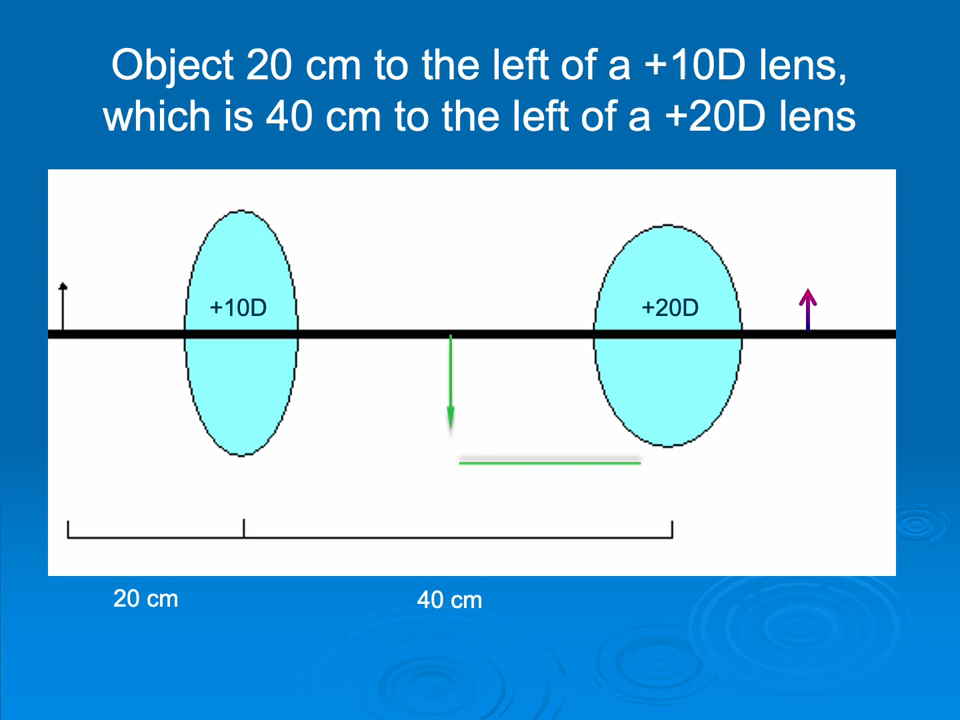 Object 20 cm to the left of a +10D lens,
which is 40 cm to the left of a +20D lens
+10D
+20D
20 cm
40 cm